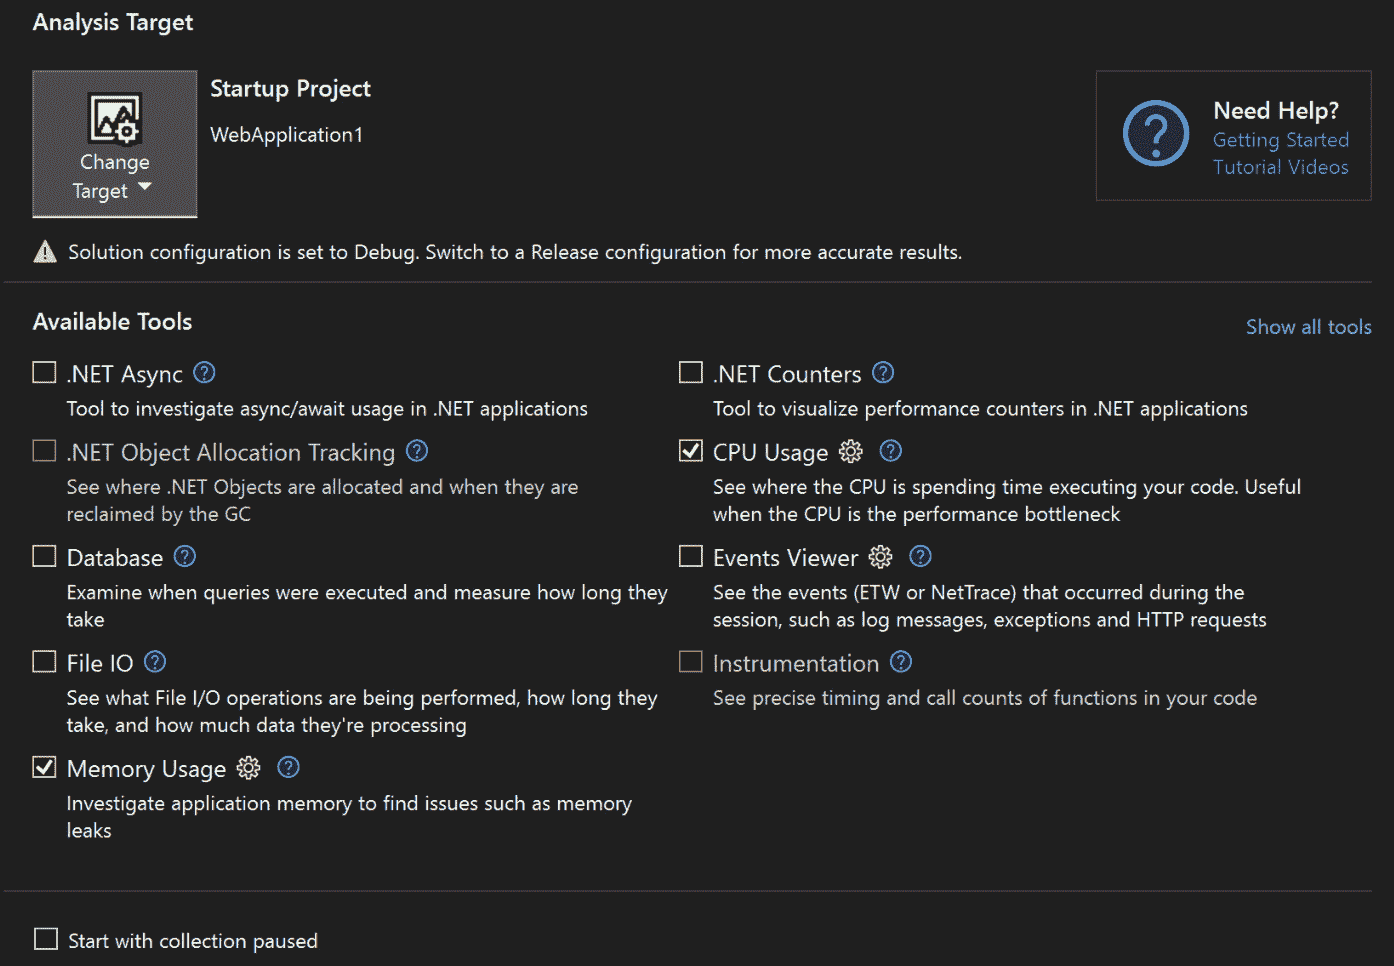 Analysis Target
Change
Target
Startup Project
WebApplication1
Need Help?
Getting Started
Tutorial Videos
Solution configuration is set to Debug. Switch to a Release configuration for more accurate results.
Available Tools
Show all tools
.NET Async
Tool to investigate async/await usage in .NET applications
.NET Counters
Tool to visualize performance counters in .NET applications
.NET Object Allocation Tracking
See where .NET Objects are allocated and when they are
reclaimed by the GC
CPU Usage
See where the CPU is spending time executing your code. Useful
when the CPU is the performance bottleneck
Database
Examine when queries were executed and measure how long they
take
Events Viewer
See the events (ETW or NetTrace) that occurred during the
session, such as log messages, exceptions and HTTP requests
File IO
See what File I/O operations are being performed, how long they
take, and how much data they're processing
Instrumentation
See precise timing and call counts of functions in your code
Memory Usage
Investigate application memory to find issues such as memory
leaks
Start with collection paused